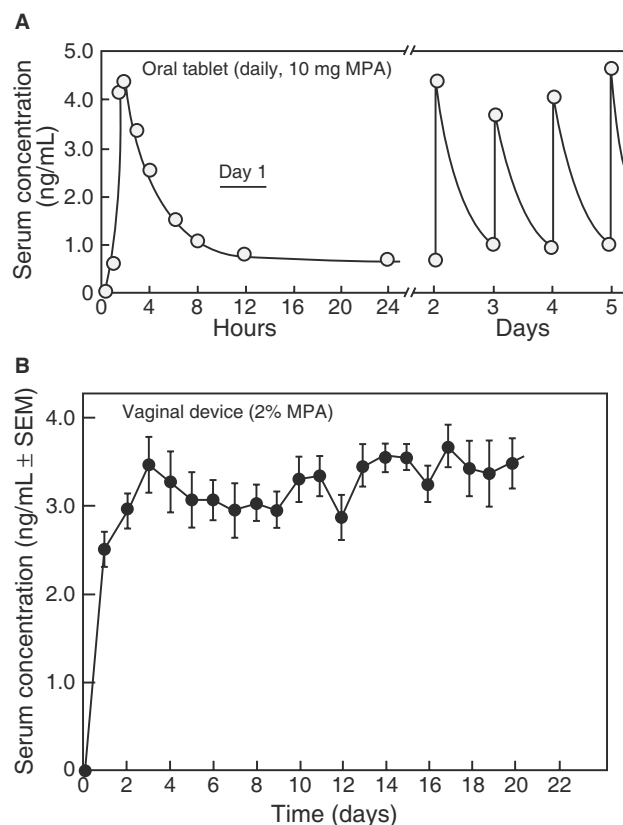 A
Serum concentration
(ng/mL)
5.0
4.0
3.0
2.0
1.0
0.0
Oral tablet (daily, 10 mg MPA)
Day 1
0 4 8 12 16 20 24 2 3 4 5
Hours Days
B
Serum concentration (ng/mL ± SEM)
4.0
3.0
2.0
1.0
0
Vaginal device (2% MPA)
0 2 4 6 8 10 12 14 16 18 20 22
Time (days)